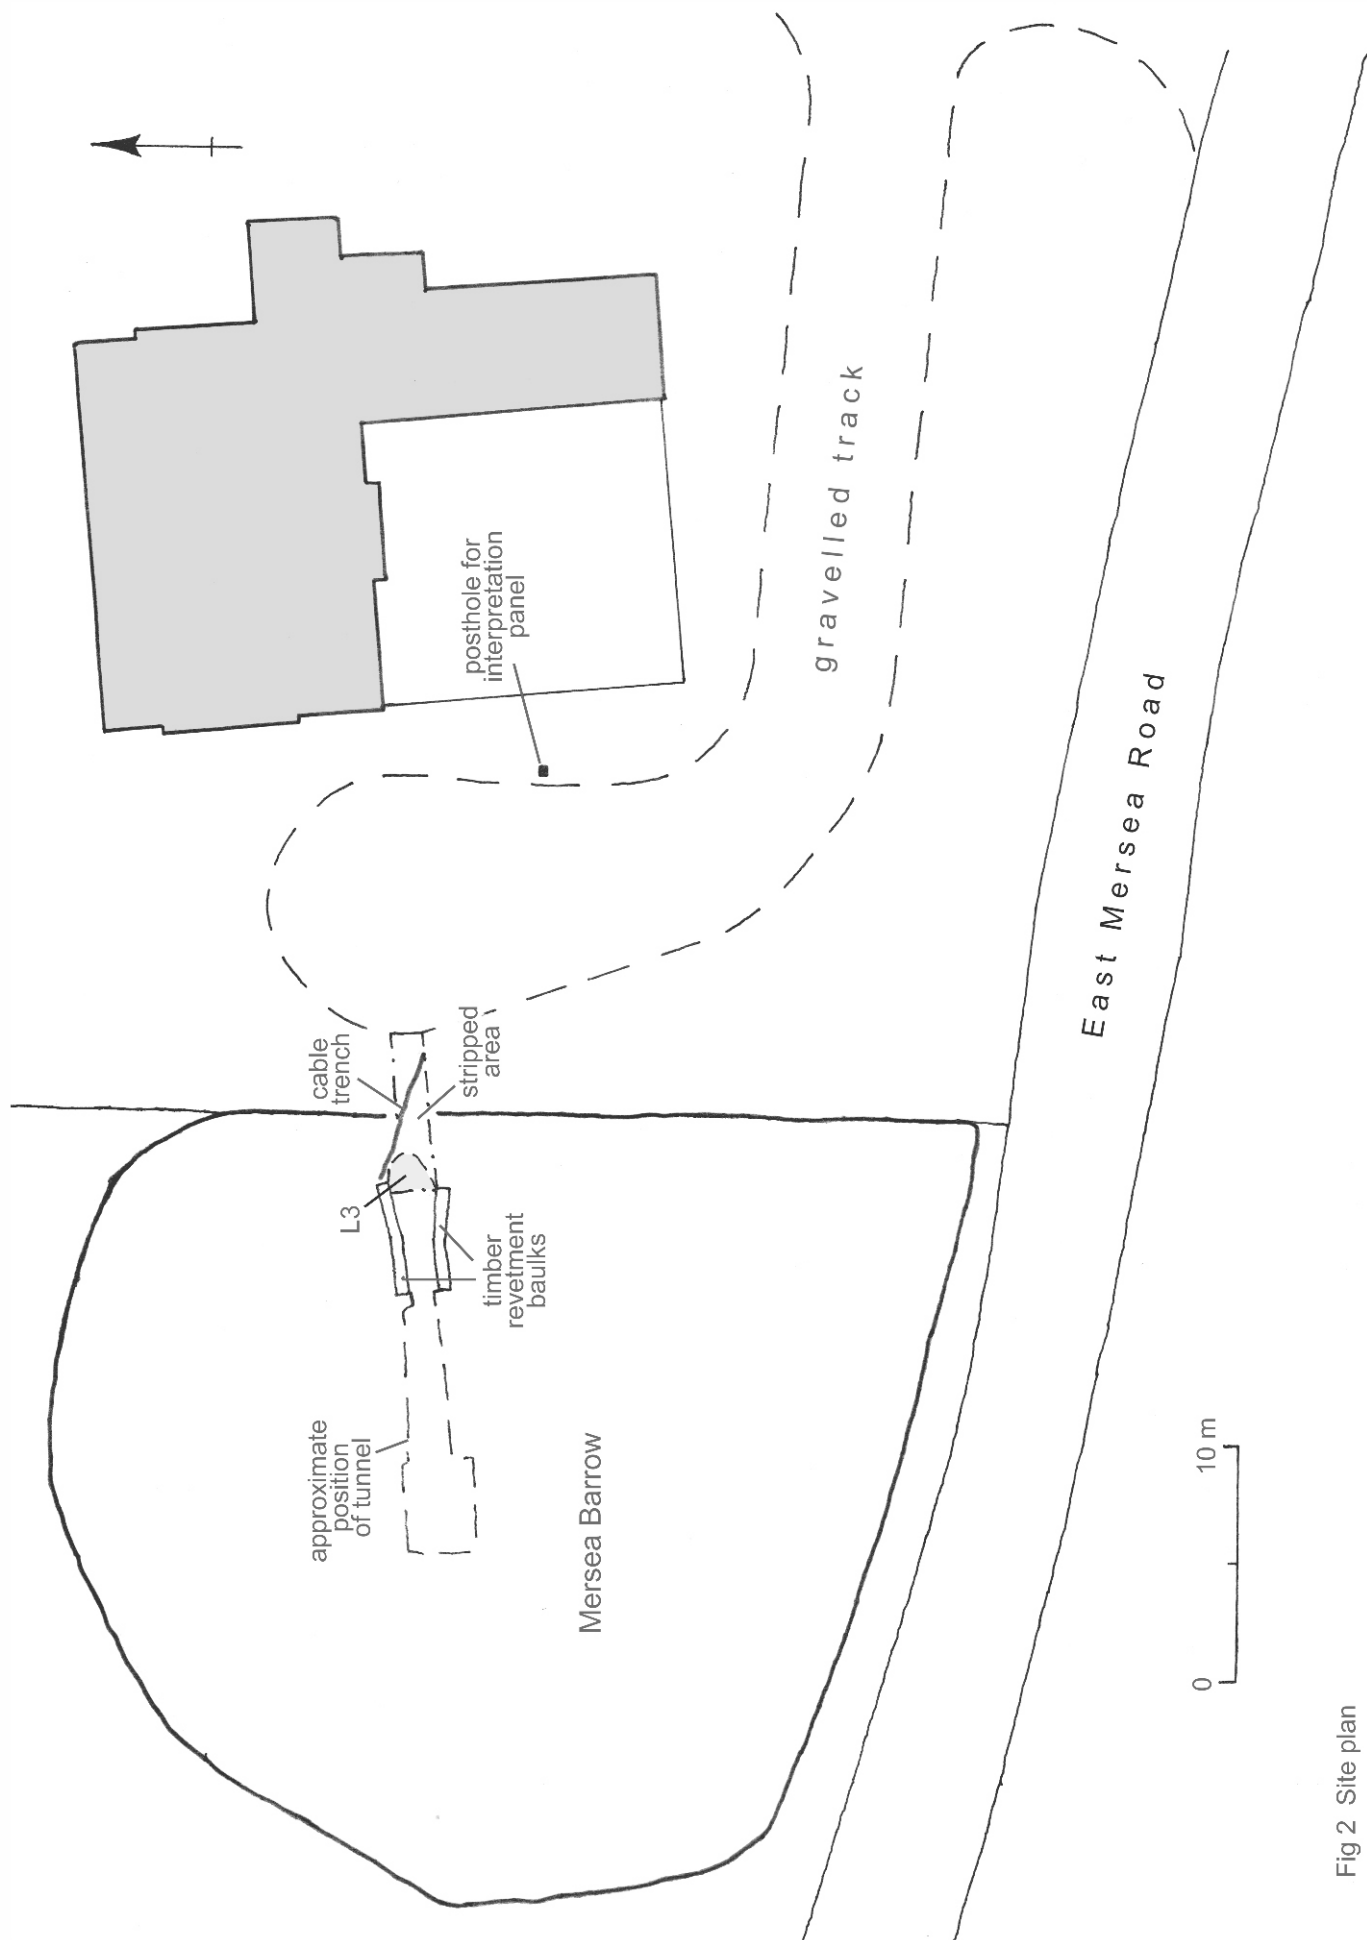 gravelled track
posthole for
interpretation
panel
East Mersea Road
cable
trench
stripped
area
L3
timber
revetment
baulks
approximate
position
of tunnel
Mersea Barrow
0
10 m
Fig 2 Site plan